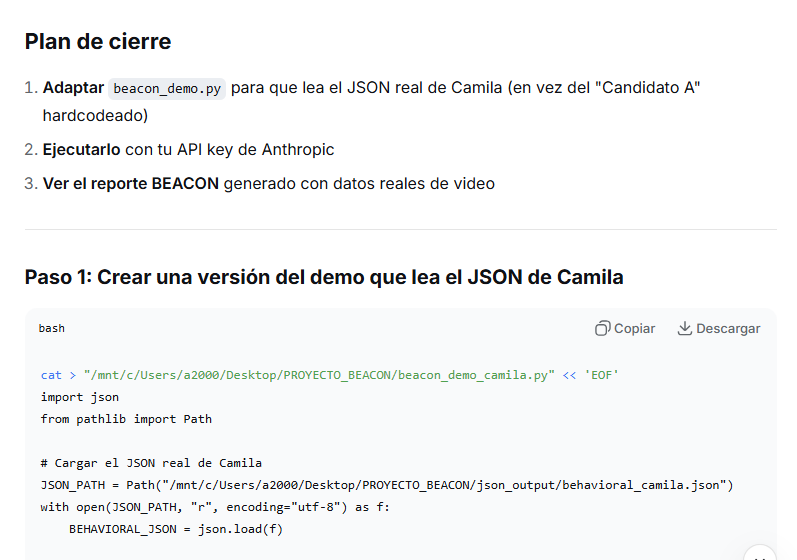 Plan de cierre
1. Adaptar beacon_demo.py para que lea el JSON real de Camila (en vez del "Candidato A"
hardcodeado)
2. Ejecutarlo con tu API key de Anthropic
3. Ver el reporte BEACON generado con datos reales de video
Paso 1: Crear una versión del demo que lea el JSON de Camila
bash Copiar Descargar
cat > "/mnt/c/Users/a2000/Desktop/PROYECTO_BEACON/beacon_demo_camila.py" << 'EOF'
import json
from pathlib import Path
# Cargar el JSON real de Camila
JSON_PATH = Path("/mnt/c/Users/a2000/Desktop/PROYECTO_BEACON/json_output/behavioral_camila.json")
with open(JSON_PATH, "r", encoding="utf-8") as f:
    BEHAVIORAL_JSON = json.load(f)